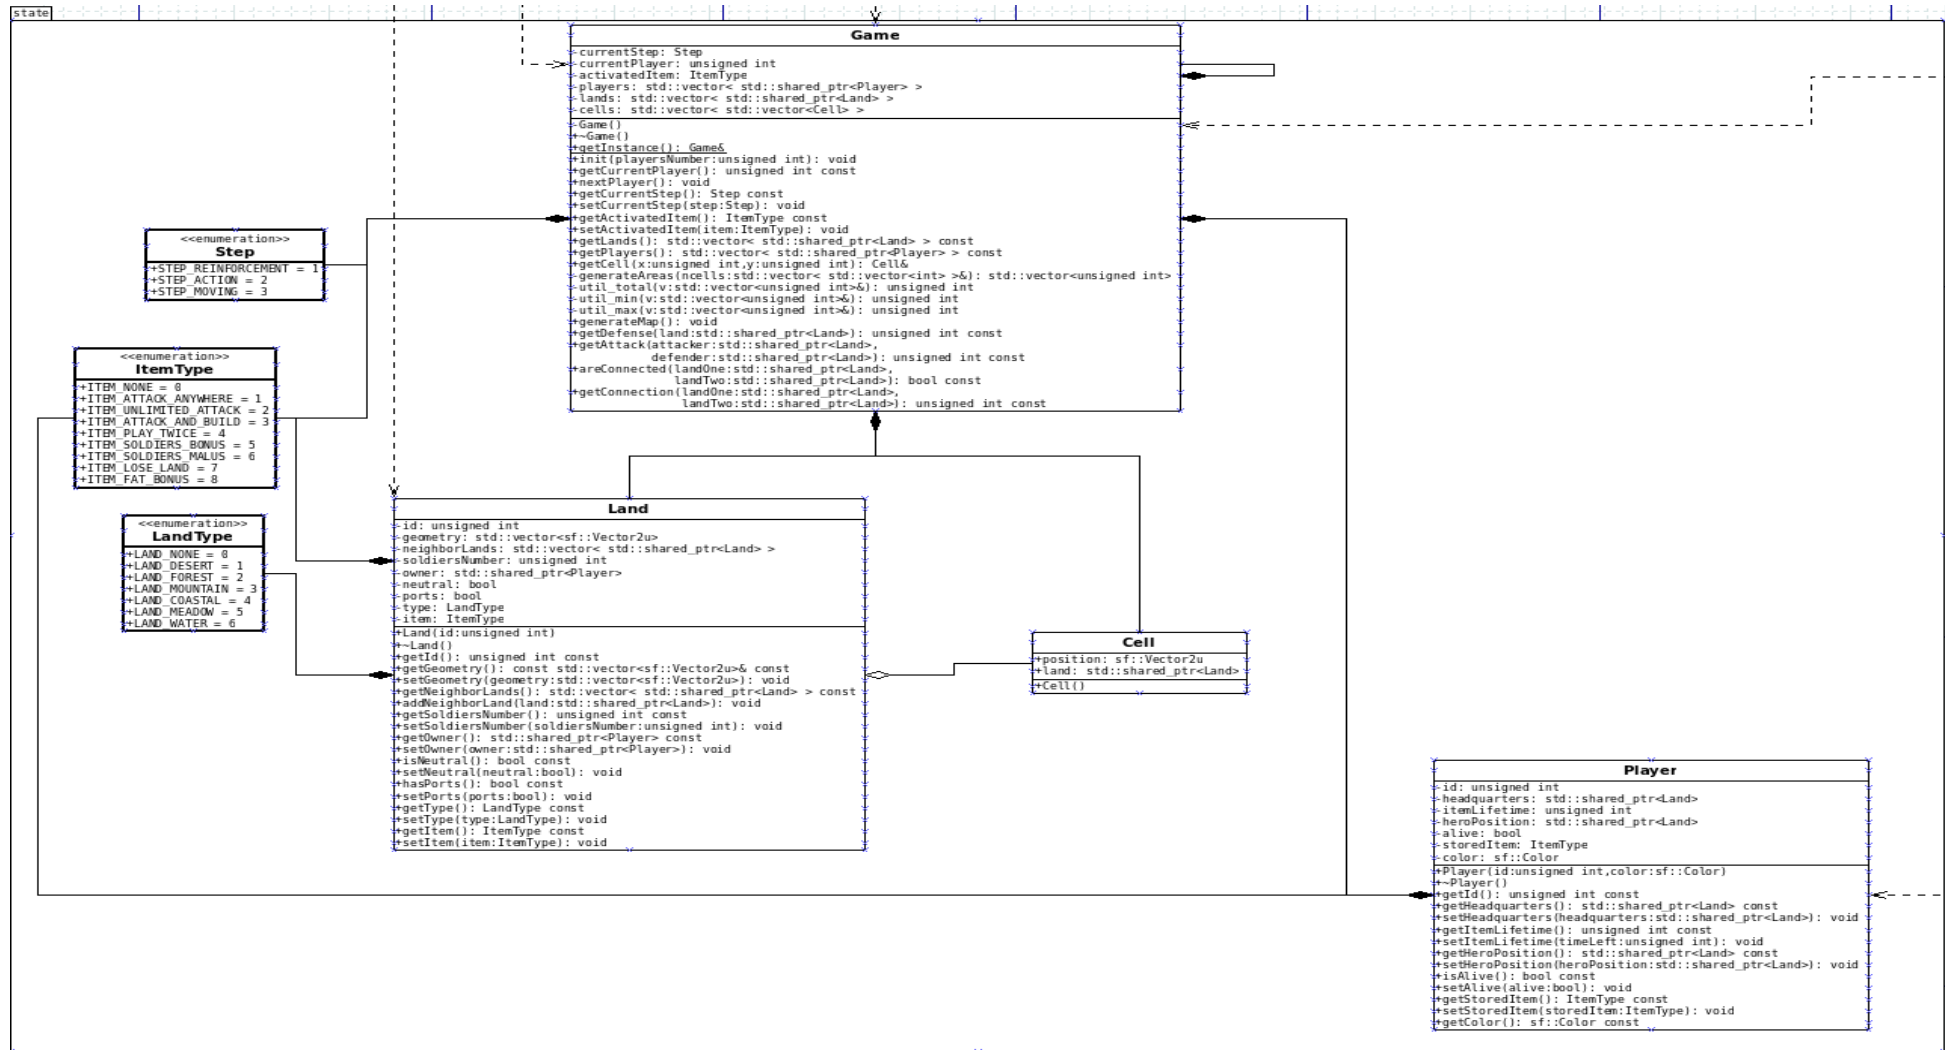 state
Game
-currentStep: Step
-currentPlayer: unsigned int
-activatedItem: ItemType
-players: std::vector< std::shared_ptr<Player> >
-lands: std::vector< std::shared_ptr<Land> >
-cells: std::vector< std::vector<Cell> >
-Game()
+~Game()
+getInstance(): Game&
+init(playersNumber:unsigned int): void
+getCurrentPlayer(): unsigned int const
+nextPlayer(): void
+getCurrentStep(): Step const
+setCurrentStep(step:Step): void
+getActivatedItem(): ItemType const
+setActivatedItem(item:ItemType): void
+getLands(): std::vector< std::shared_ptr<Land> > const
+getPlayers(): std::vector< std::shared_ptr<Player> > const
+getCell(x:unsigned int,y:unsigned int): Cell&
-generateAreas(ncells:std::vector< std::vector<int> >&): std::vector<unsigned int>
-util_total(v:std::vector<unsigned int>&): unsigned int
-util_min(v:std::vector<unsigned int>&): unsigned int
-util_max(v:std::vector<unsigned int>&): unsigned int
+generateMap(): void
+getDefense(land:std::shared_ptr<Land>): unsigned int const
+getAttack(attacker:std::shared_ptr<Land>,
defender:std::shared_ptr<Land>): unsigned int const
+areConnected(landOne:std::shared_ptr<Land>,
landTwo:std::shared_ptr<Land>): bool const
+getConnection(landOne:std::shared_ptr<Land>,
landTwo:std::shared_ptr<Land>): unsigned int const
<<enumeration>>
Step
+STEP_REINFORCEMENT = 1
+STEP_ACTION = 2
+STEP_MOVING = 3
<<enumeration>>
ItemType
+ITEM_NONE = 0
+ITEM_ATTACK_ANYWHERE = 1
+ITEM_UNLIMITED_ATTACK = 2
+ITEM_ATTACK_AND_BUILD = 3
+ITEM_PLAY_TWICE = 4
+ITEM_SOLDIERS_BONUS = 5
+ITEM_SOLDIERS_MALUS = 6
+ITEM_LOSE_LAND = 7
+ITEM_FAT_BONUS = 8
<<enumeration>>
LandType
+LAND_NONE = 0
+LAND_DESERT = 1
+LAND_FOREST = 2
+LAND_MOUNTAIN = 3
+LAND_COASTAL = 4
+LAND_MEADOW = 5
+LAND_WATER = 6
Land
-id: unsigned int
-geometry: std::vector<sf::Vector2u>
-neighborLands: std::vector< std::shared_ptr<Land> >
-soldiersNumber: unsigned int
-owner: std::shared_ptr<Player>
-neutral: bool
-ports: bool
-type: LandType
-item: ItemType
+Land(id:unsigned int)
+~Land()
+getId(): unsigned int const
+getGeometry(): const std::vector<sf::Vector2u>& const
+setGeometry(geometry:std::vector<sf::Vector2u>): void
+getNeighborLands(): std::vector< std::shared_ptr<Land> > const
+addNeighborLand(land:std::shared_ptr<Land>): void
+getSoldiersNumber(): unsigned int const
+setSoldiersNumber(soldiersNumber:unsigned int): void
+getOwner(): std::shared_ptr<Player> const
+setOwner(owner:std::shared_ptr<Player>): void
+isNeutral(): bool const
+setNeutral(neutral:bool): void
+hasPorts(): bool const
+setPorts(ports:bool): void
+getType(): LandType const
+setType(type:LandType): void
+getItem(): ItemType const
+setItem(item:ItemType): void
Cell
+position: sf::Vector2u
+land: std::shared_ptr<Land>
+Cell()
Player
-id: unsigned int
-headquarters: std::shared_ptr<Land>
-itemLifetime: unsigned int
-heroPosition: std::shared_ptr<Land>
-alive: bool
-storedItem: ItemType
-color: sf::Color
+Player(id:unsigned int,color:sf::Color)
+~Player()
+getId(): unsigned int const
+getHeadquarters(): std::shared_ptr<Land> const
+setHeadquarters(headquarters:std::shared_ptr<Land>): void
+getItemLifetime(): unsigned int const
+setItemLifetime(timeLeft:unsigned int): void
+getHeroPosition(): std::shared_ptr<Land> const
+setHeroPosition(heroPosition:std::shared_ptr<Land>): void
+isAlive(): bool const
+setAlive(alive:bool): void
+getStoredItem(): ItemType const
+setStoredItem(storedItem:ItemType): void
+getColor(): sf::Color const